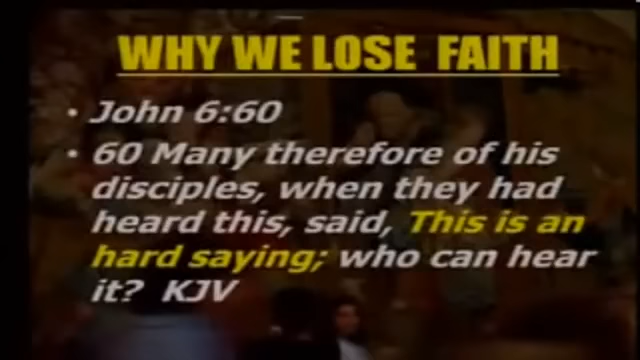 WHY WE LOSE FAITH
• John 6:60
• 60 Many therefore of his
disciples, when they had
heard this, said, This is an
hard saying; who can hear
it? KJV